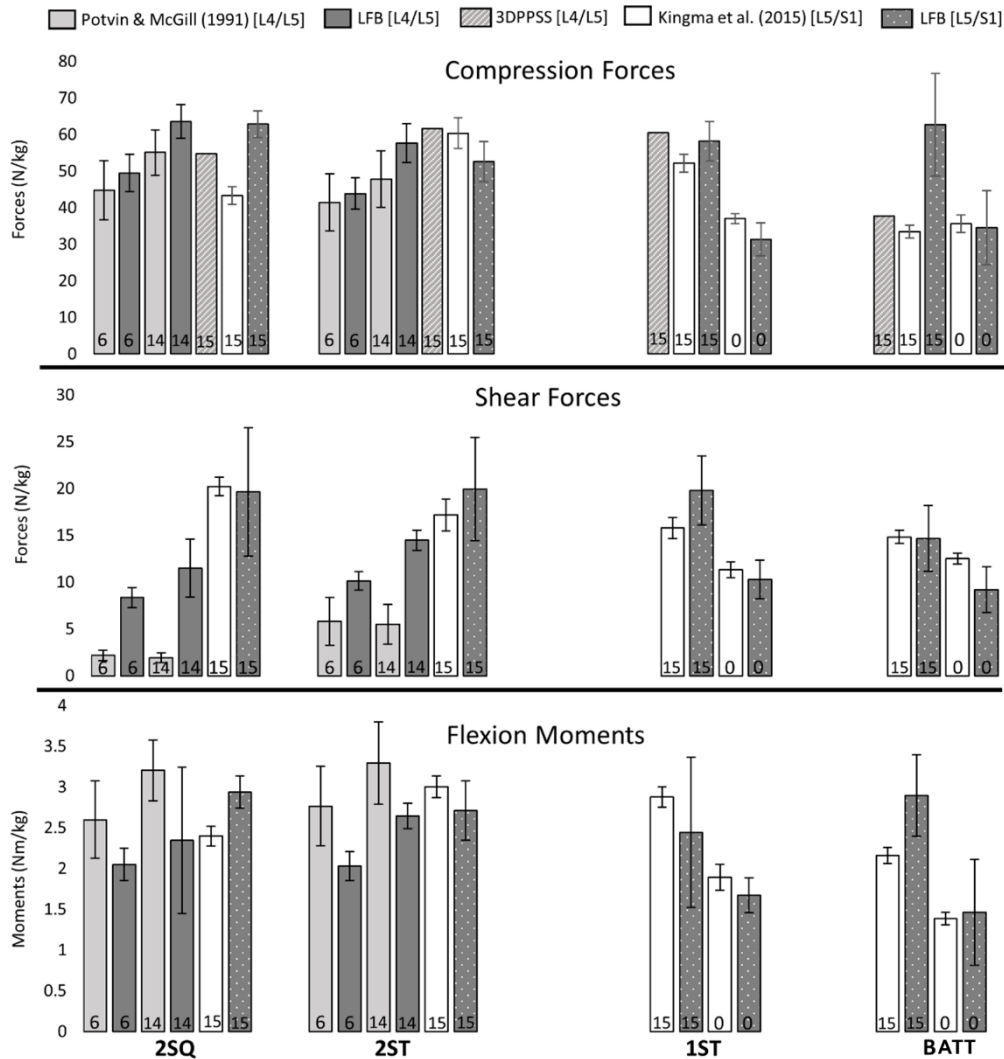 Potvin & McGill (1991) [L4/L5] LFB [L4/L5] 3DPPSS [L4/L5] Kingma et al. (2015) [L5/S1] LFB [L5/S1]
Compression Forces
Forces (N/kg)
80
70
60
50
40
30
20
10
0
6 6 14 14 15 15 15
6 6 14 14 15 15 15
15 15 15 0 0
15 15 15 0 0
Shear Forces
Forces (N/kg)
30
25
20
15
10
5
0
6 6 14 14 15 15
6 6 14 14 15 15
15 15 0 0
15 15 0 0
Flexion Moments
Moments (Nm/kg)
4
3.5
3
2.5
2
1.5
1
0.5
0
6 6 14 14 15 15
6 6 14 14 15 15
15 15 0 0
15 15 0 0
2SQ 2ST 1ST BATT